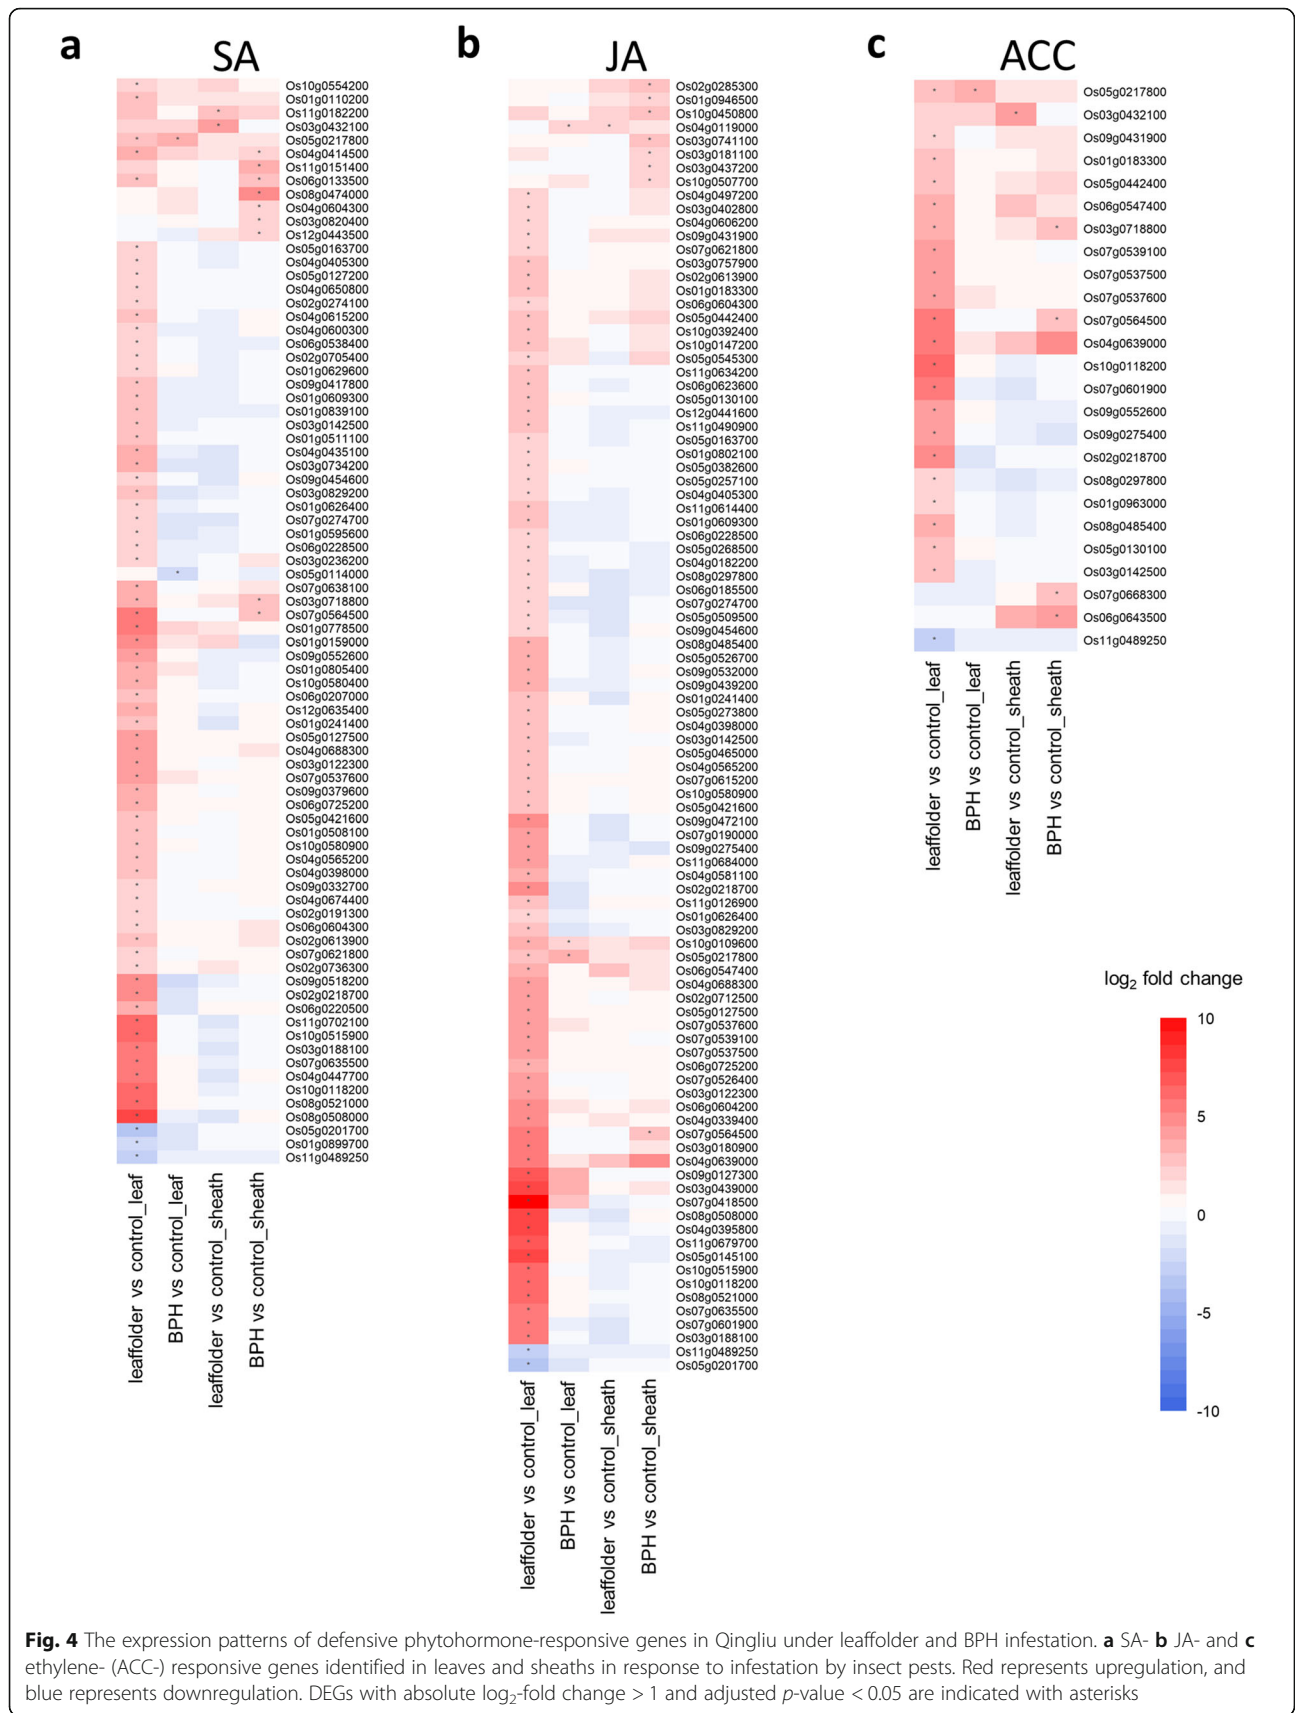 a
SA
Os10g0554200
Os01g0110200
Os11g0182200
Os03g0432100
Os05g0217800
Os04g0414500
Os11g0151400
Os06g0133500
Os08g0474000
Os04g0604300
Os03g0820400
Os12g0443500
Os05g0163700
Os04g0405300
Os05g0127200
Os04g0650800
Os02g0274100
Os04g0615200
Os04g0600300
Os06g0538400
Os02g0705400
Os01g0629600
Os09g0417800
Os01g0609300
Os01g0839100
Os03g0142500
Os01g0511100
Os04g0435100
Os03g0734200
Os09g0454600
Os03g0829200
Os01g0626400
Os07g0274700
Os01g0595600
Os06g0228500
Os03g0236200
Os05g0114000
Os07g0638100
Os03g0718800
Os07g0564500
Os01g0778500
Os01g0159000
Os09g0552600
Os01g0805400
Os10g0580400
Os06g0207000
Os12g0635400
Os01g0241400
Os05g0127500
Os04g0688300
Os03g0122300
Os07g0537600
Os09g0379600
Os06g0725200
Os05g0421600
Os01g0508100
Os10g0580900
Os04g0565200
Os04g0398000
Os09g0332700
Os04g0674400
Os02g0191300
Os06g0604300
Os02g0613900
Os07g0621800
Os02g0736300
Os09g0518200
Os02g0218700
Os06g0220500
Os11g0702100
Os10g0515900
Os03g0188100
Os07g0635500
Os04g0447700
Os10g0118200
Os08g0521000
Os08g0508000
Os05g0201700
Os01g0899700
Os11g0489250
leaffolder vs control_leaf
BPH vs control_leaf
leaffolder vs control_sheath
BPH vs control_sheath
b
JA
Os02g0285300
Os01g0946500
Os10g0450800
Os04g0119000
Os03g0741100
Os03g0181100
Os03g0437200
Os10g0507700
Os04g0497200
Os03g0402800
Os04g0606200
Os09g0431900
Os07g0621800
Os03g0757900
Os02g0613900
Os01g0183300
Os06g0604300
Os05g0442400
Os10g0392400
Os10g0147200
Os05g0545300
Os11g0634200
Os06g0623600
Os05g0130100
Os12g0441600
Os11g0490900
Os05g0163700
Os01g0802100
Os05g0382600
Os05g0257100
Os04g0405300
Os11g0614400
Os01g0609300
Os06g0228500
Os05g0268500
Os04g0182200
Os08g0297800
Os06g0185500
Os07g0274700
Os05g0509500
Os09g0454600
Os08g0485400
Os05g0526700
Os09g0532000
Os09g0439200
Os01g0241400
Os05g0273800
Os04g0398000
Os03g0142500
Os05g0465000
Os04g0565200
Os07g0615200
Os10g0580900
Os05g0421600
Os09g0472100
Os07g0190000
Os09g0275400
Os11g0684000
Os04g0581100
Os02g0218700
Os11g0126900
Os01g0626400
Os03g0829200
Os10g0109600
Os05g0217800
Os06g0547400
Os04g0688300
Os02g0712500
Os05g0127500
Os07g0537600
Os07g0539100
Os07g0537500
Os06g0725200
Os07g0526400
Os03g0122300
Os06g0604200
Os04g0339400
Os07g0564500
Os03g0180900
Os04g0639000
Os09g0127300
Os03g0439000
Os07g0418500
Os08g0508000
Os04g0395800
Os11g0679700
Os05g0145100
Os10g0515900
Os10g0118200
Os08g0521000
Os07g0635500
Os07g0601900
Os03g0188100
Os11g0489250
Os05g0201700
leaffolder vs control_leaf
BPH vs control_leaf
leaffolder vs control_sheath
BPH vs control_sheath
c
ACC
Os05g0217800
Os03g0432100
Os09g0431900
Os01g0183300
Os05g0442400
Os06g0547400
Os03g0718800
Os07g0539100
Os07g0537500
Os07g0537600
Os07g0564500
Os04g0639000
Os10g0118200
Os07g0601900
Os09g0552600
Os09g0275400
Os02g0218700
Os08g0297800
Os01g0963000
Os08g0485400
Os05g0130100
Os03g0142500
Os07g0668300
Os06g0643500
Os11g0489250
leaffolder vs control_leaf
BPH vs control_leaf
leaffolder vs control_sheath
BPH vs control_sheath
log2 fold change
10
5
0
-5
-10
Fig. 4 The expression patterns of defensive phytohormone-responsive genes in Qingliu under leaffolder and BPH infestation. a SA- b JA- and c
ethylene- (ACC-) responsive genes identified in leaves and sheaths in response to infestation by insect pests. Red represents upregulation, and
blue represents downregulation. DEGs with absolute log2-fold change > 1 and adjusted p-value < 0.05 are indicated with asterisks